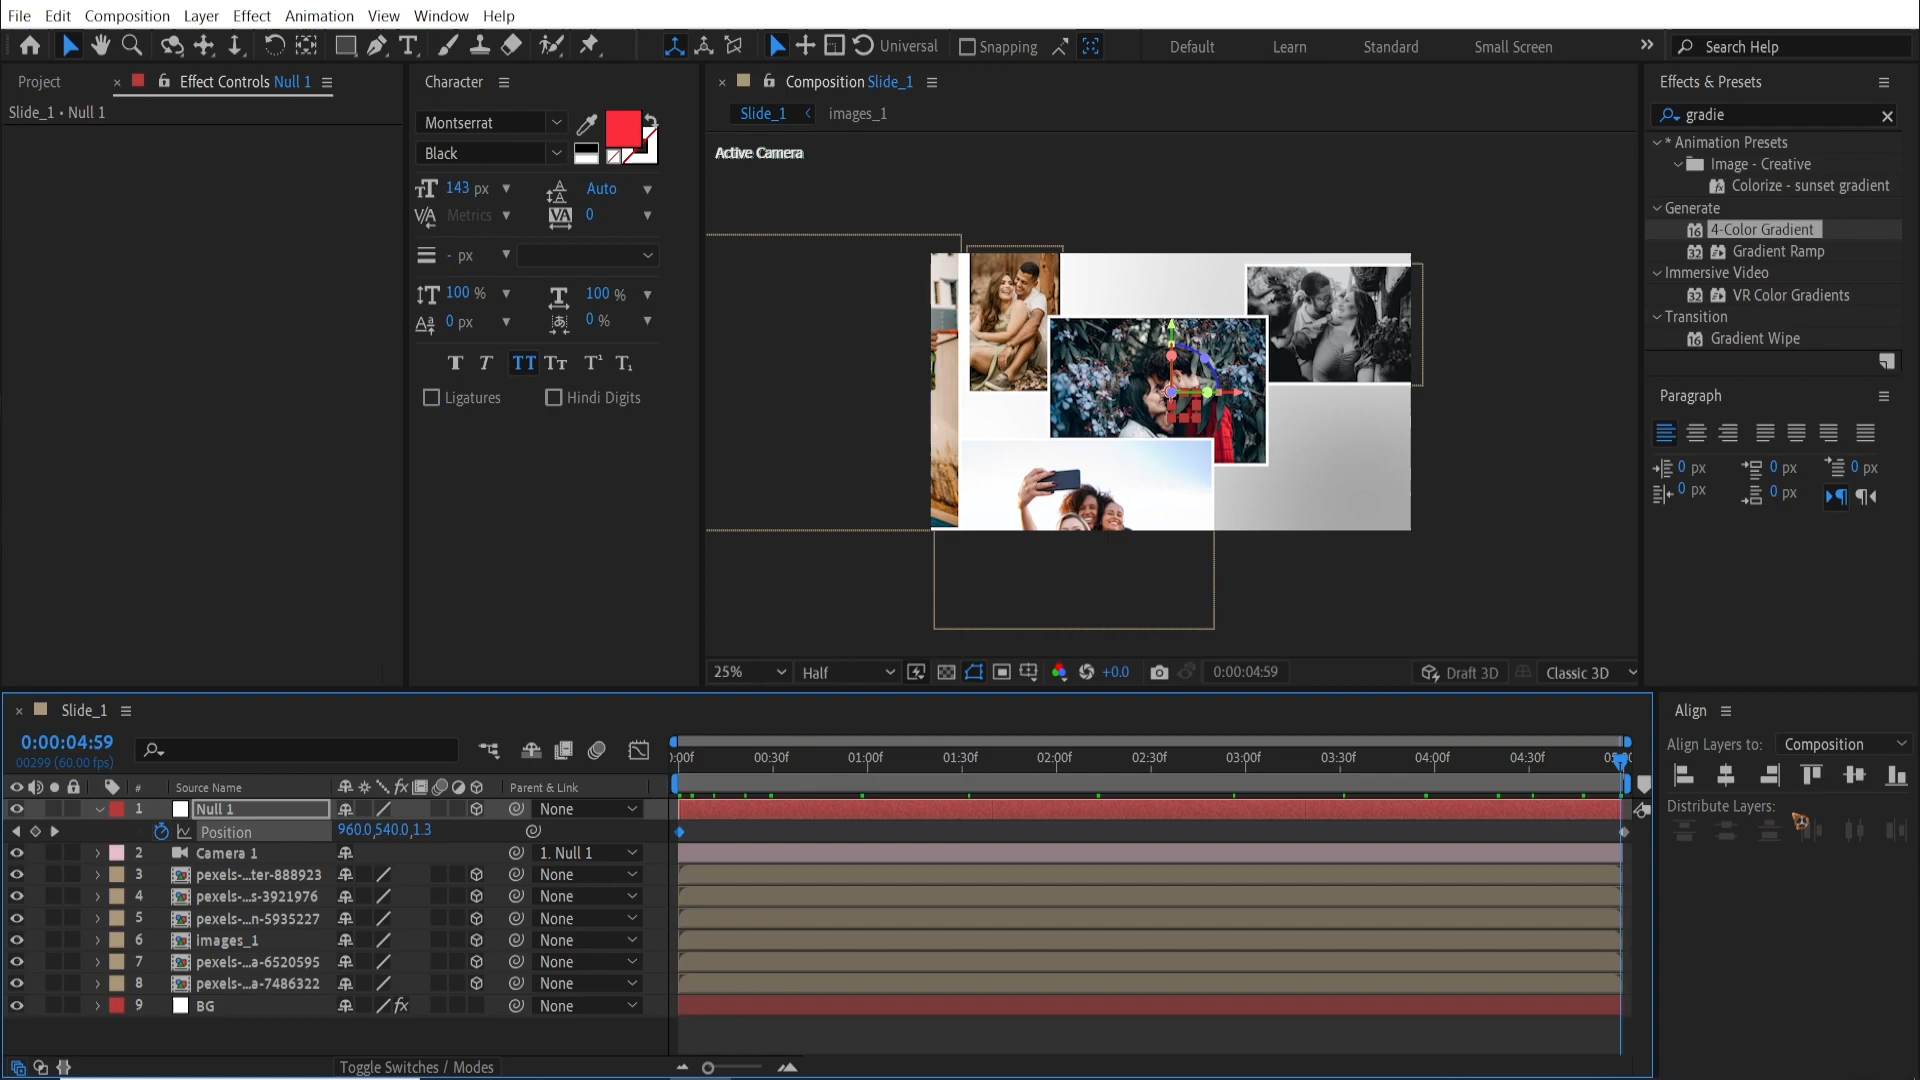 File Edit Composition Layer Effect Animation View Window Help
Universal Snapping Default Learn Standard Small Screen Search Help
Project Effect Controls Null 1 Character Composition Slide_1 Effects & Presets
Slide_1 • Null 1
Slide_1 images_1 gradie
Montserrat
Black
Active Camera
143 px Auto
Metrics 0
- px
100 % 100 %
0 px 0 %
Ligatures Hindi Digits
* Animation Presets
Image - Creative
Colorize - sunset gradient
Generate
4-Color Gradient
Gradient Ramp
Immersive Video
VR Color Gradients
Transition
Gradient Wipe
Paragraph
0 px 0 px 0 px
0 px 0 px
25% Half +0.0 0:00:04:59 Draft 3D Classic 3D
Slide_1
0:00:04:59
00299 (60.00 fps)
):00f 00:30f 01:00f 01:30f 02:00f 02:30f 03:00f 03:30f 04:00f 04:30f
# Source Name Parent & Link
1 Null 1 None
Position 960.0,540.0,1.3
2 Camera 1 1. Null 1
3 pexels-...ter-888923 None
4 pexels-...s-3921976 None
5 pexels-...n-5935227 None
6 images_1 None
7 pexels-...a-6520595 None
8 pexels-...a-7486322 None
9 BG None
Toggle Switches / Modes
Align
Align Layers to: Composition
Distribute Layers: